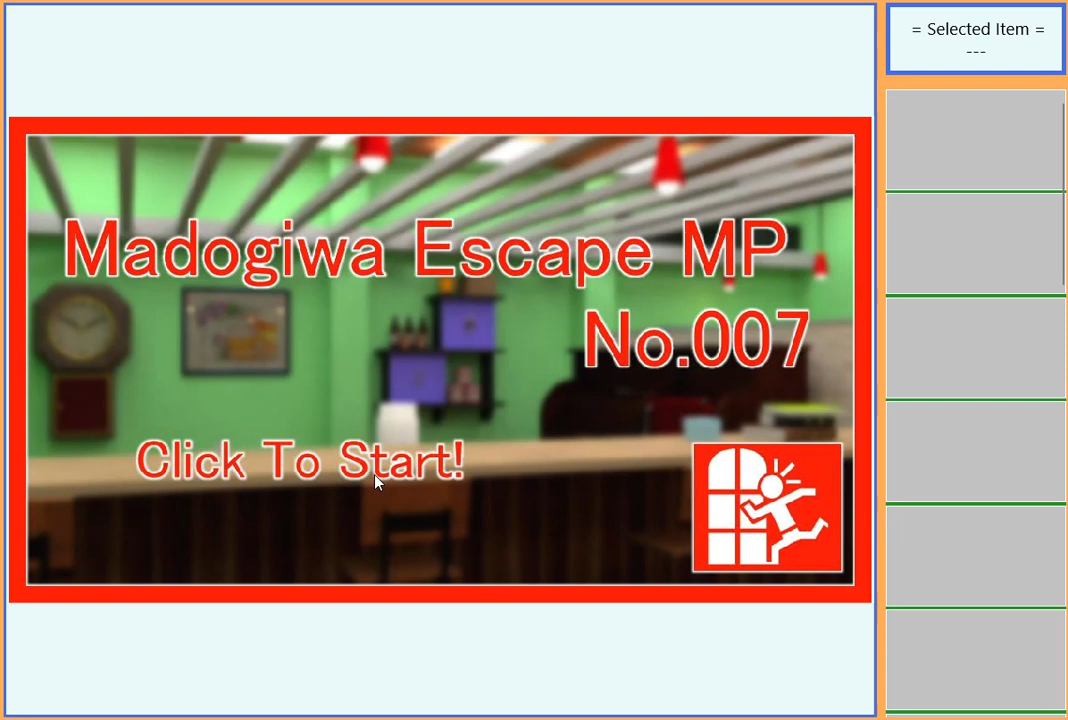 = Selected Item =
---
Madogiwa Escape MP
No.007
Click To Start!